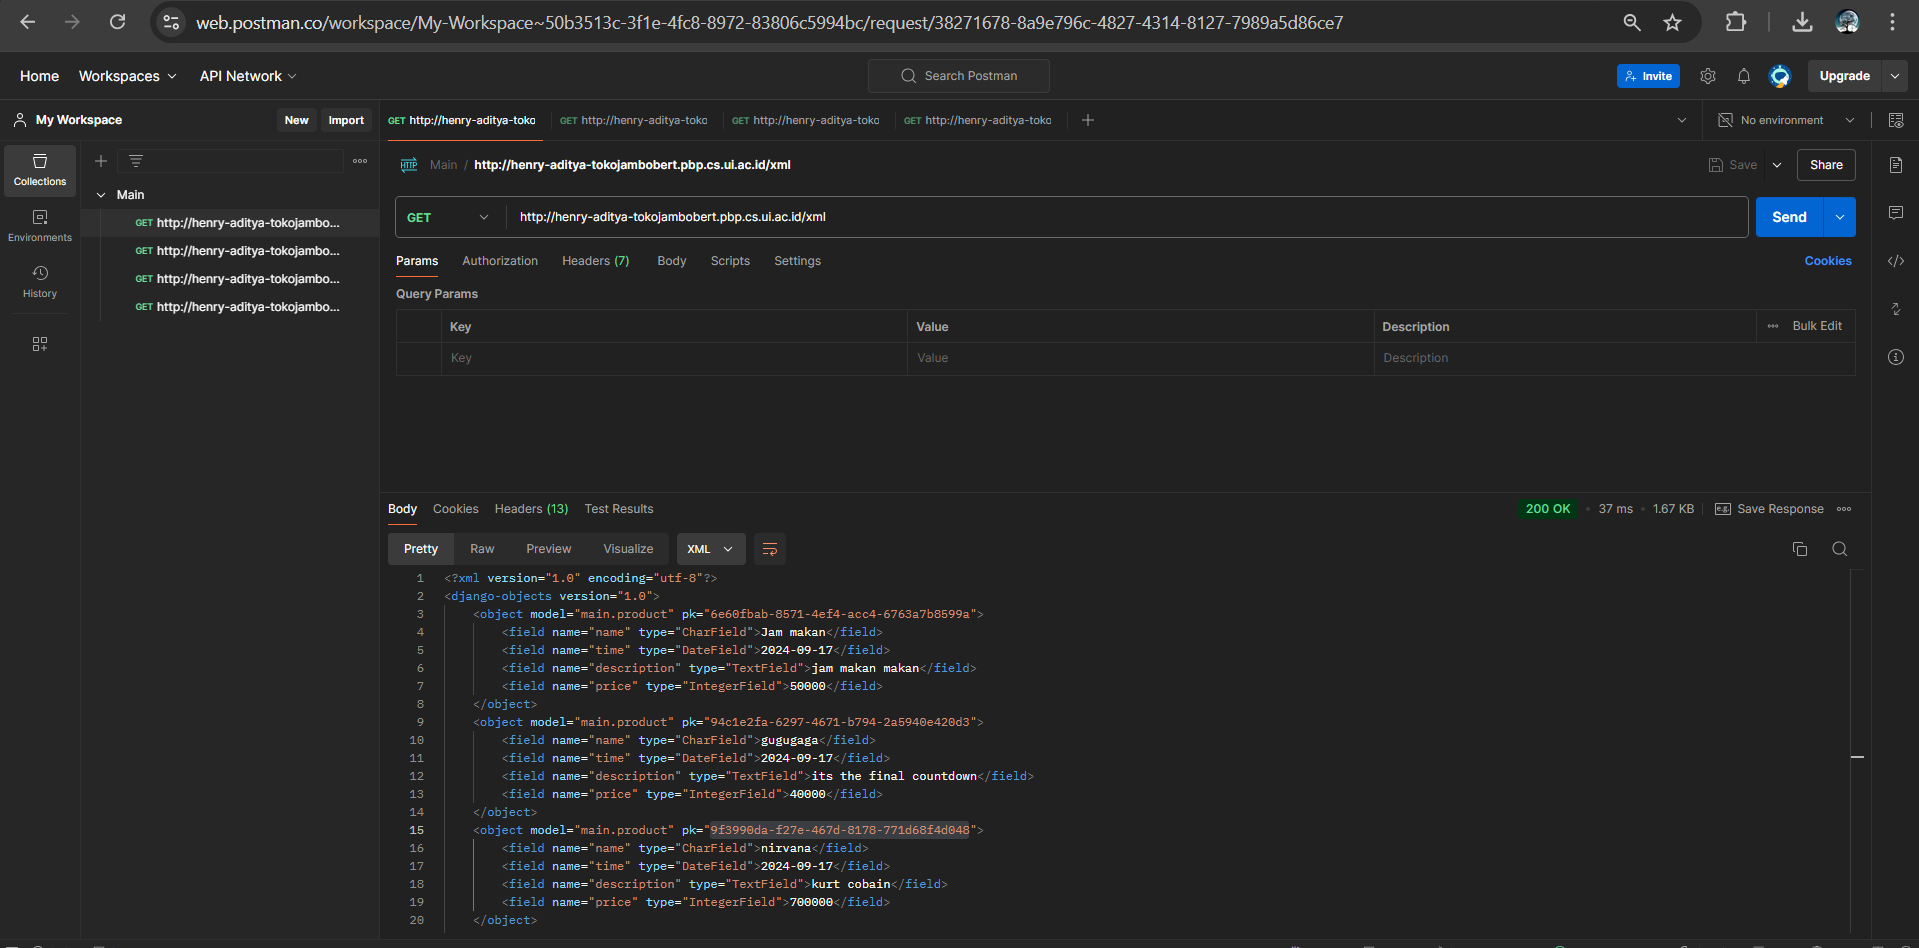 web.postman.co/workspace/My-Workspace~50b3513c-3f1e-4fc8-8972-83806c5994bc/request/38271678-8a9e796c-4827-4314-8127-7989a5d86ce7
Home Workspaces API Network Search Postman Invite Upgrade
My Workspace New Import
GET http://henry-aditya-toko GET http://henry-aditya-toko GET http://henry-aditya-toko GET http://henry-aditya-toko No environment
Collections
Environments
History
Main
GET http://henry-aditya-tokojambo...
GET http://henry-aditya-tokojambo...
GET http://henry-aditya-tokojambo...
GET http://henry-aditya-tokojambo...
HTTP Main / http://henry-aditya-tokojambobert.pbp.cs.ui.ac.id/xml Save Share
GET http://henry-aditya-tokojambobert.pbp.cs.ui.ac.id/xml Send
Params Authorization Headers (7) Body Scripts Settings Cookies
Query Params
Key Value Description Bulk Edit
Key Value Description
Body Cookies Headers (13) Test Results 200 OK • 37 ms • 1.67 KB e.g. Save Response
Pretty Raw Preview Visualize XML
1 <?xml version="1.0" encoding="utf-8"?>
2 <django-objects version="1.0">
3 <object model="main.product" pk="6e60fbab-8571-4ef4-acc4-6763a7b8599a">
4 <field name="name" type="CharField">Jam makan</field>
5 <field name="time" type="DateField">2024-09-17</field>
6 <field name="description" type="TextField">jam makan makan</field>
7 <field name="price" type="IntegerField">50000</field>
8 </object>
9 <object model="main.product" pk="94c1e2fa-6297-4671-b794-2a5940e420d3">
10 <field name="name" type="CharField">gugugaga</field>
11 <field name="time" type="DateField">2024-09-17</field>
12 <field name="description" type="TextField">its the final countdown</field>
13 <field name="price" type="IntegerField">40000</field>
14 </object>
15 <object model="main.product" pk="9f3990da-f27e-467d-8178-771d68f4d048">
16 <field name="name" type="CharField">nirvana</field>
17 <field name="time" type="DateField">2024-09-17</field>
18 <field name="description" type="TextField">kurt cobain</field>
19 <field name="price" type="IntegerField">700000</field>
20 </object>